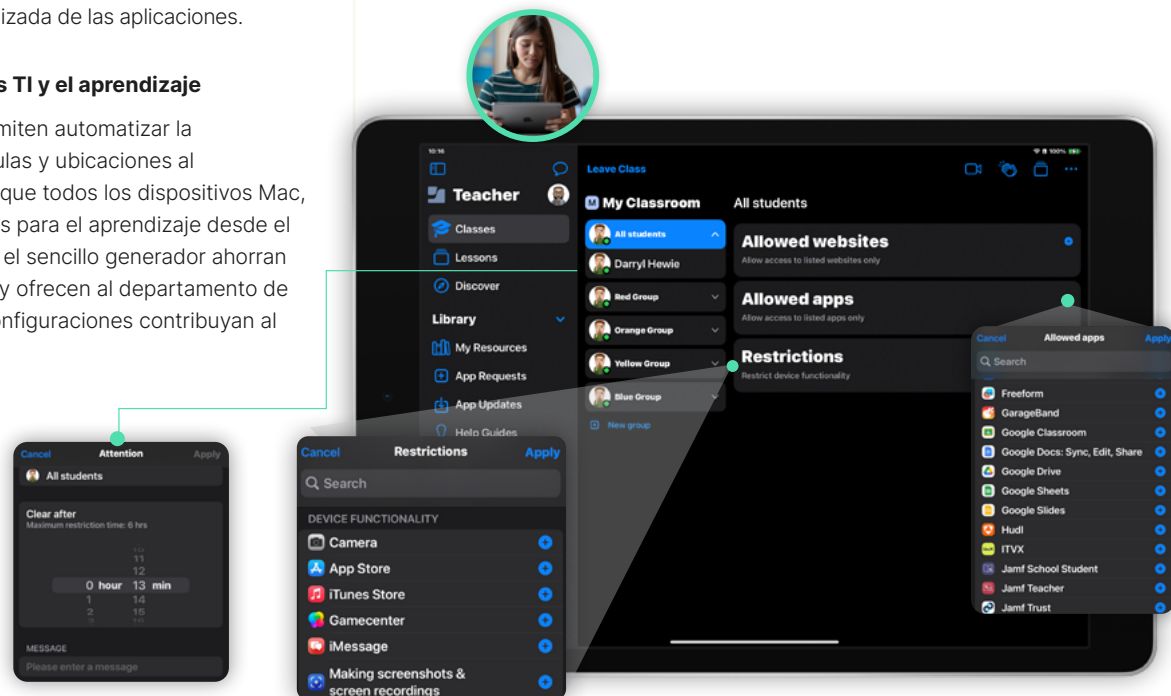 izada de las aplicaciones.
s TI y el aprendizaje
miten automatizar la
ulas y ubicaciones al
que todos los dispositivos Mac,
s para el aprendizaje desde el
el sencillo generador ahorran
y ofrecen al departamento de
onfiguraciones contribuyan al
10:16
100%
Teacher
Classes
Lessons
Discover
Library
My Resources
App Requests
App Updates
Help Guides
Leave Class
M My Classroom
All students
Darryl Hewie
Red Group
Orange Group
Yellow Group
Blue Group
New group
All students
Allowed websites
Allow access to listed websites only
Allowed apps
Allow access to listed apps only
Restrictions
Restrict device functionality
Cancel Attention Apply
All students
Clear after
Maximum restriction time: 6 hrs
10
11
12
0 hour 13 min
1 14
2 15
3 16
MESSAGE
Please enter a message
Cancel Restrictions Apply
Search
DEVICE FUNCTIONALITY
Camera
App Store
iTunes Store
Gamecenter
iMessage
Making screenshots &
screen recordings
Cancel Allowed apps Apply
Search
Freeform
GarageBand
Google Classroom
Google Docs: Sync, Edit, Share
Google Drive
Google Sheets
Google Slides
Hudl
ITVX
Jamf School Student
Jamf Teacher
Jamf Trust